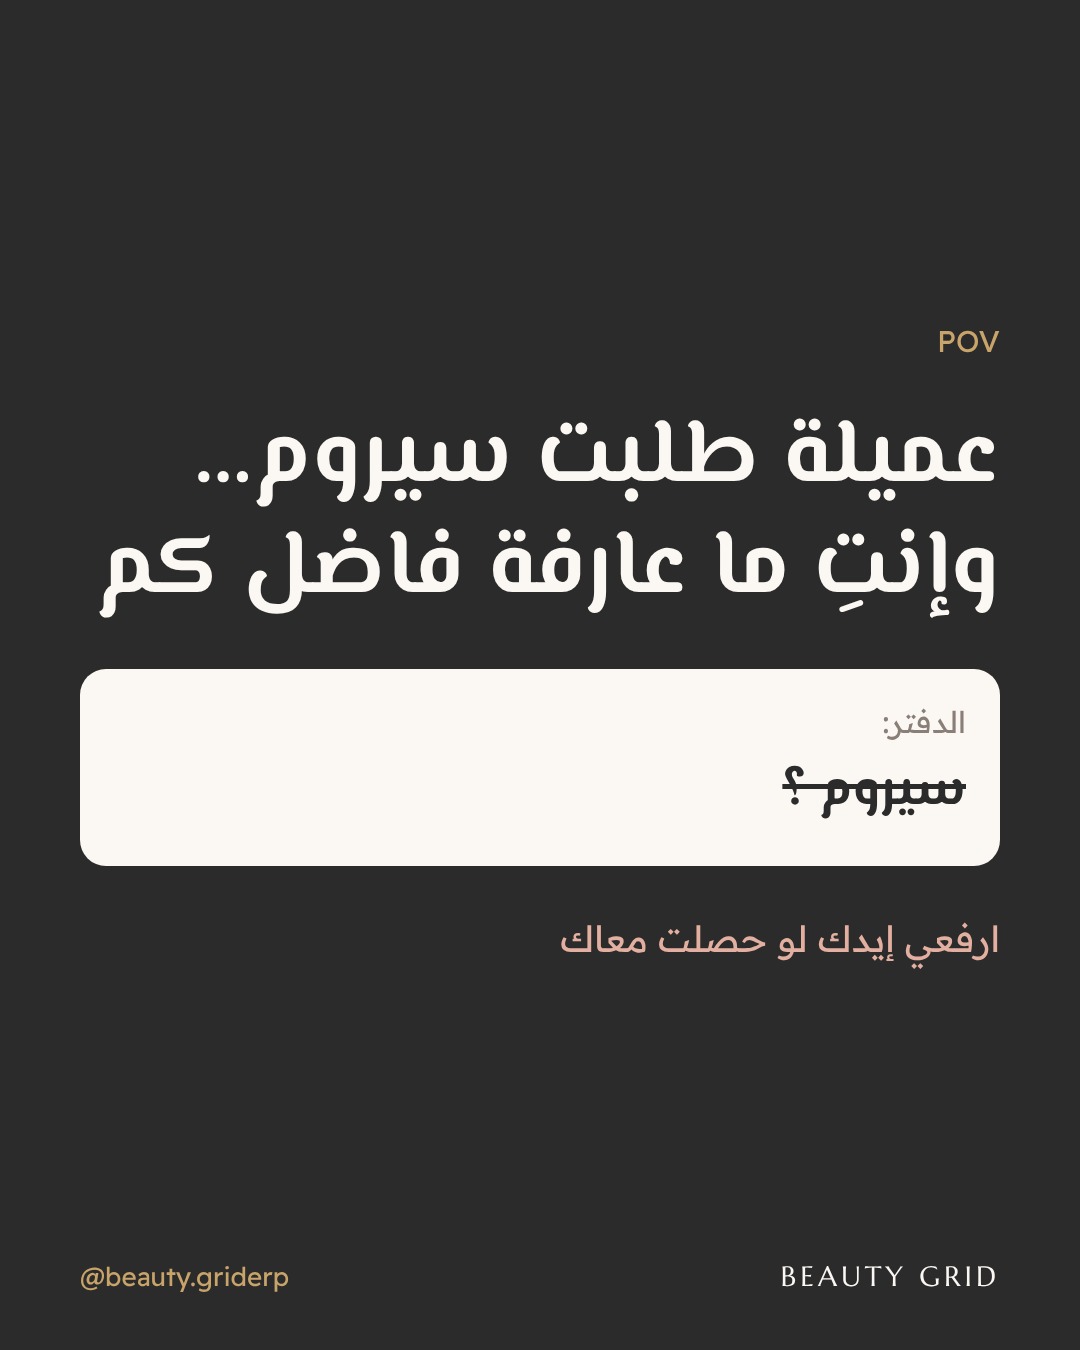 POV
عميلة طلبت سيروم...
وإنتِ ما عارفة فاضل كم
الدفتر:
سيروم ؟
ارفعي إيدك لو حصلت معاك
BEAUTY GRID
@beauty.griderp